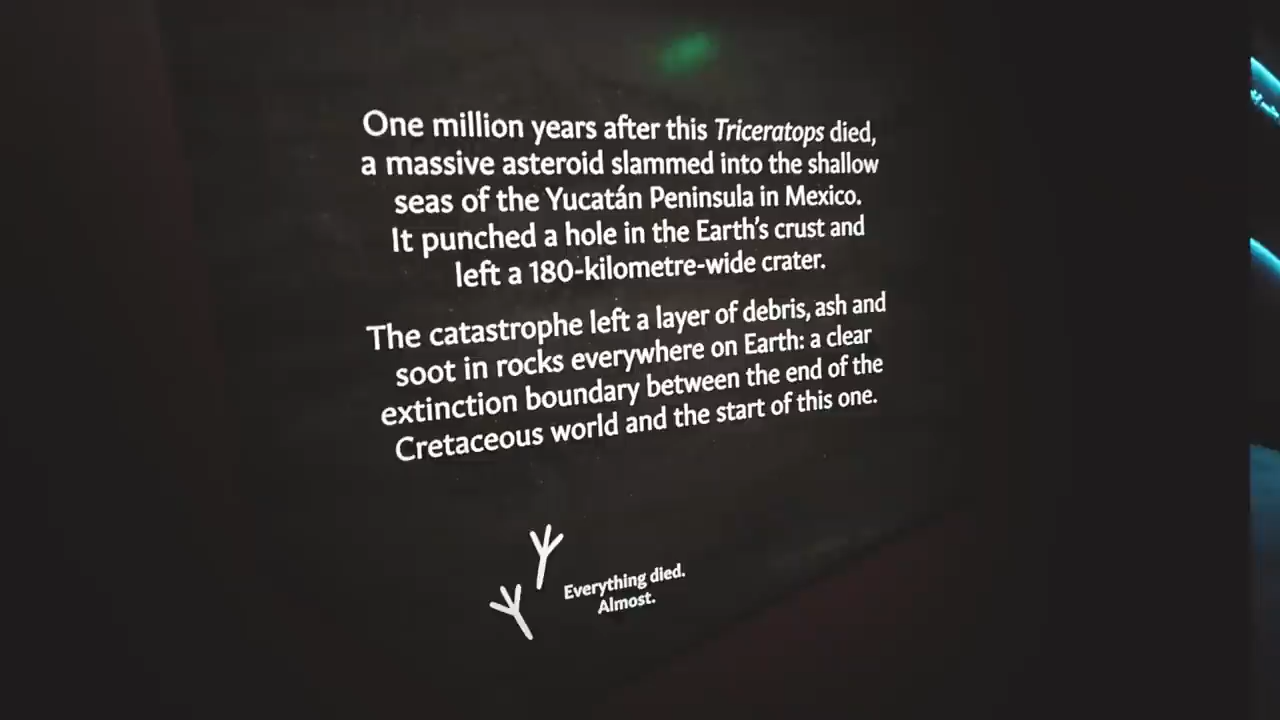 One million years after this Triceratops died,
a massive asteroid slammed into the shallow
seas of the Yucatán Peninsula in Mexico.
It punched a hole in the Earth's crust and
left a 180-kilometre-wide crater.
The catastrophe left a layer of debris, ash and
soot in rocks everywhere on Earth: a clear
extinction boundary between the end of the
Cretaceous world and the start of this one.
Everything died.
Almost.